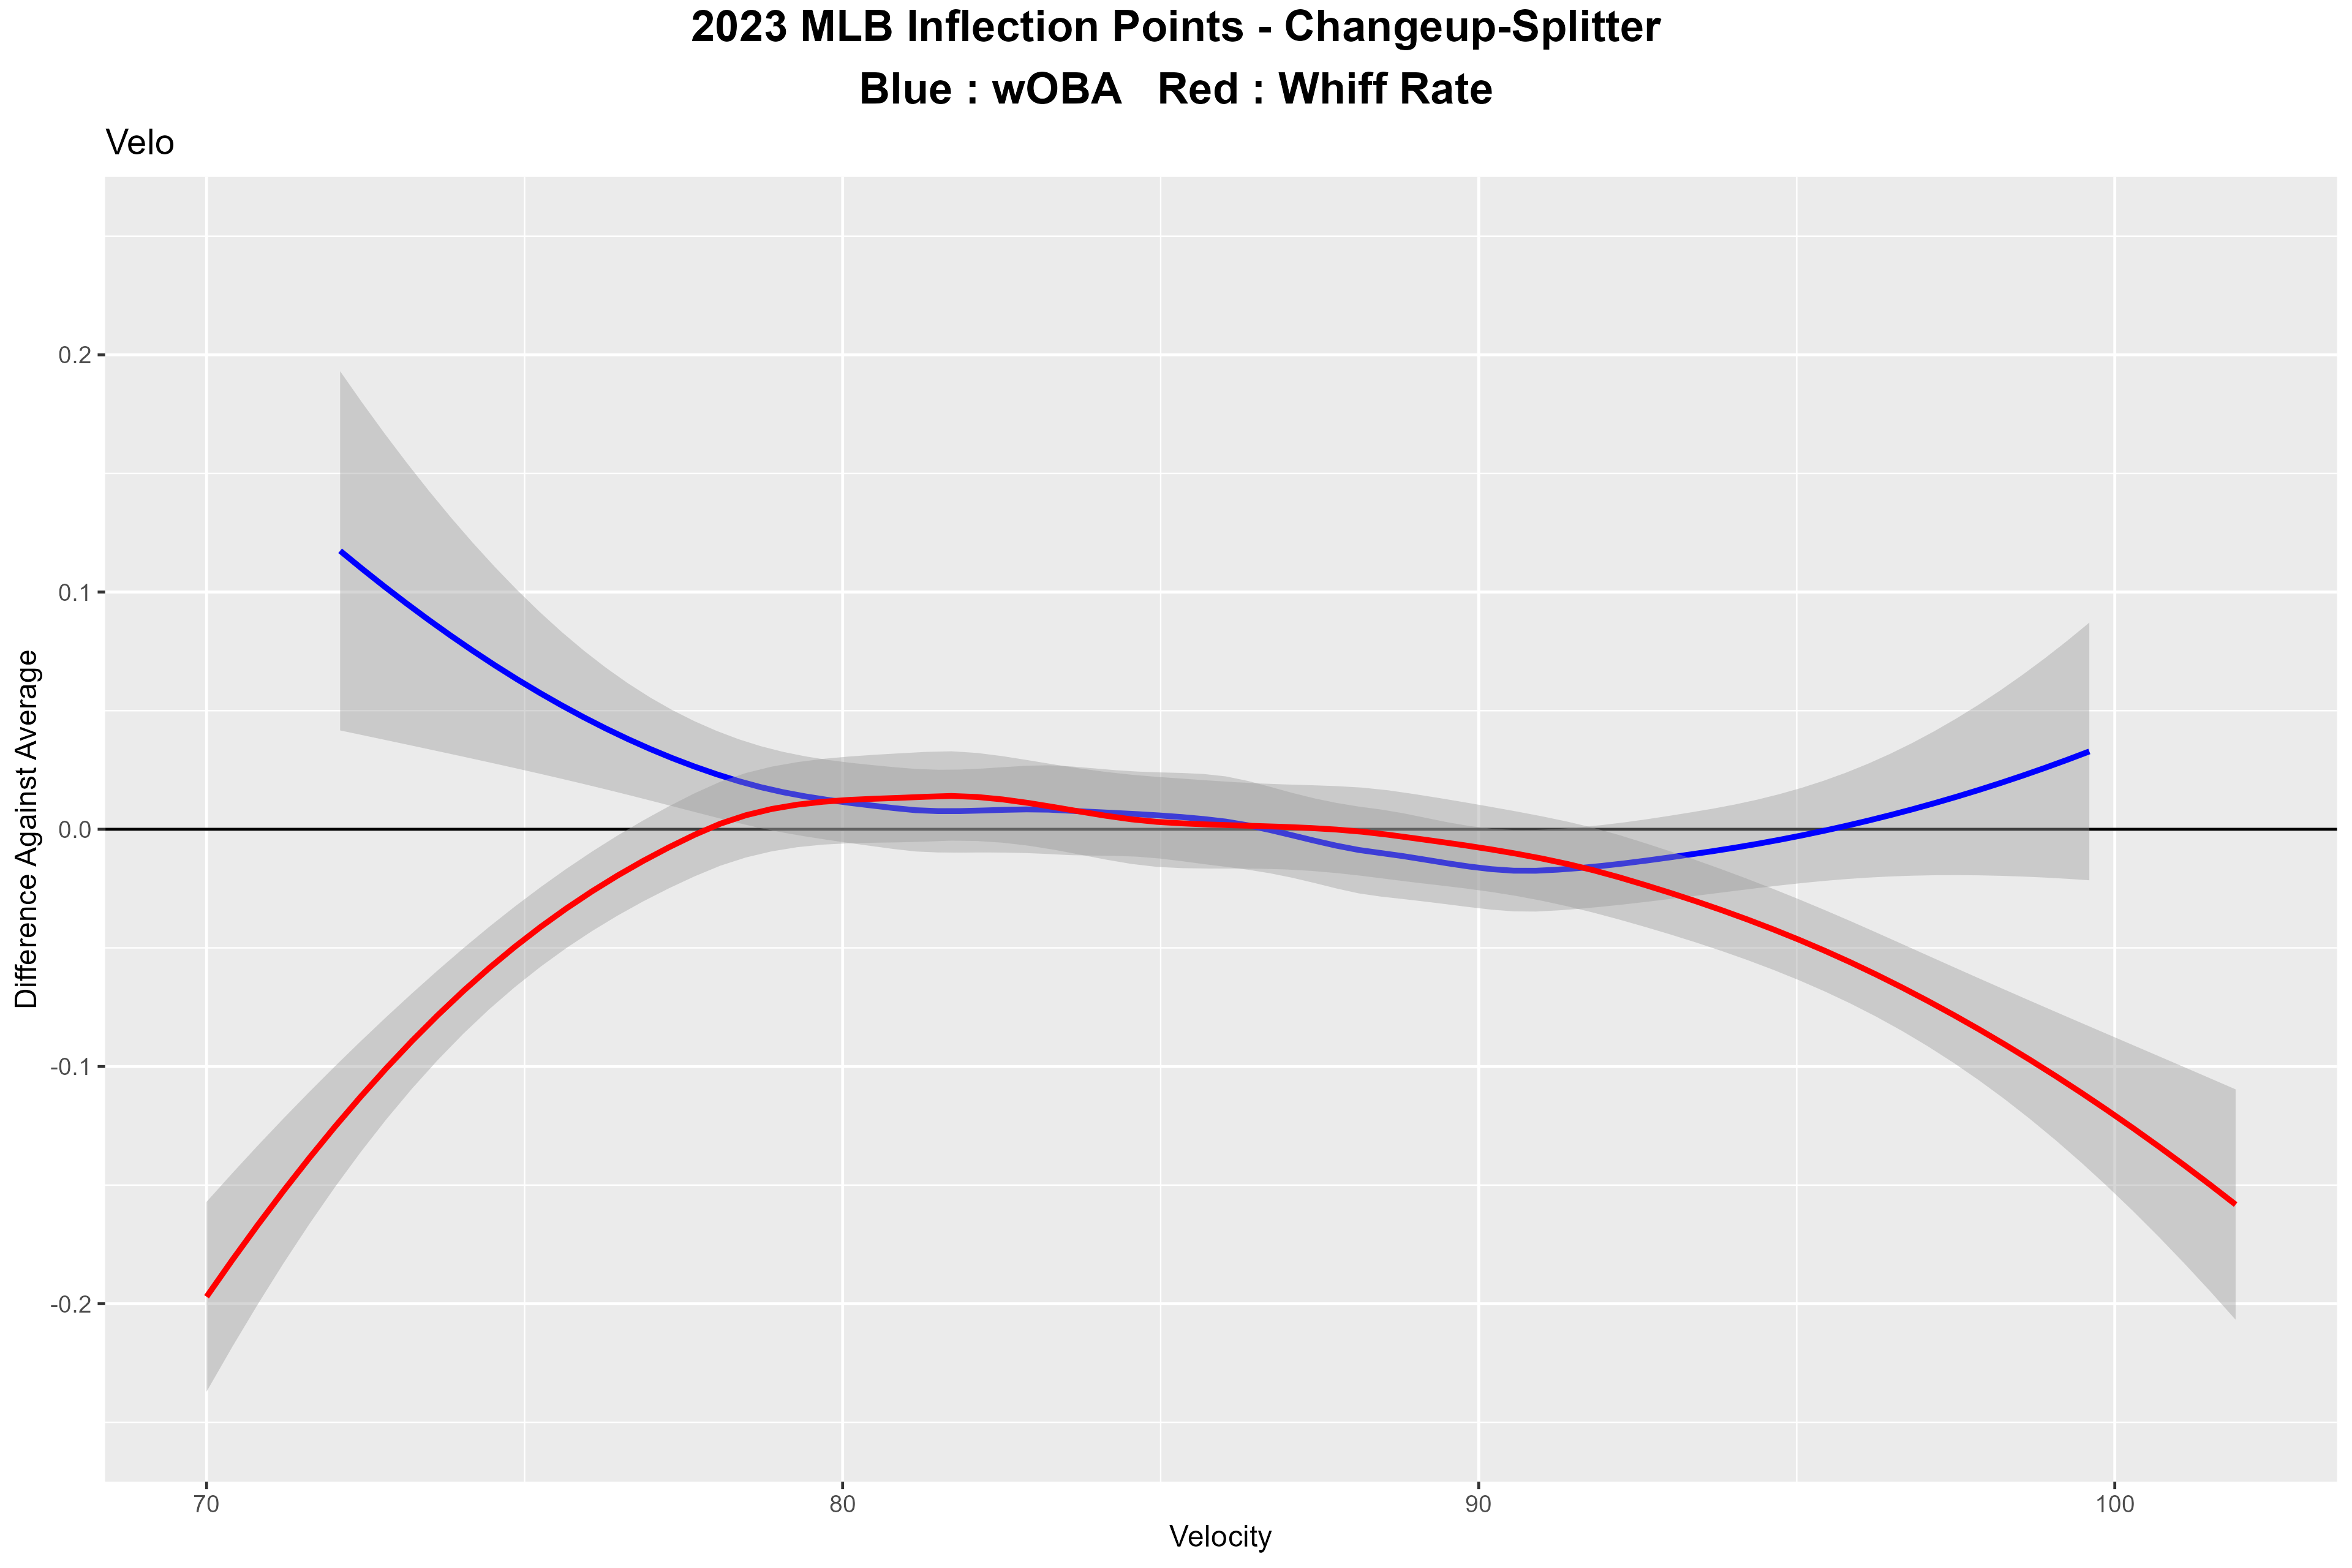 2023 MLB Inflection Points - Changeup-Splitter
Blue : wOBA   Red : Whiff Rate
Velo
Difference Against Average
0.2
0.1
0.0
-0.1
-0.2
70
80
90
100
Velocity